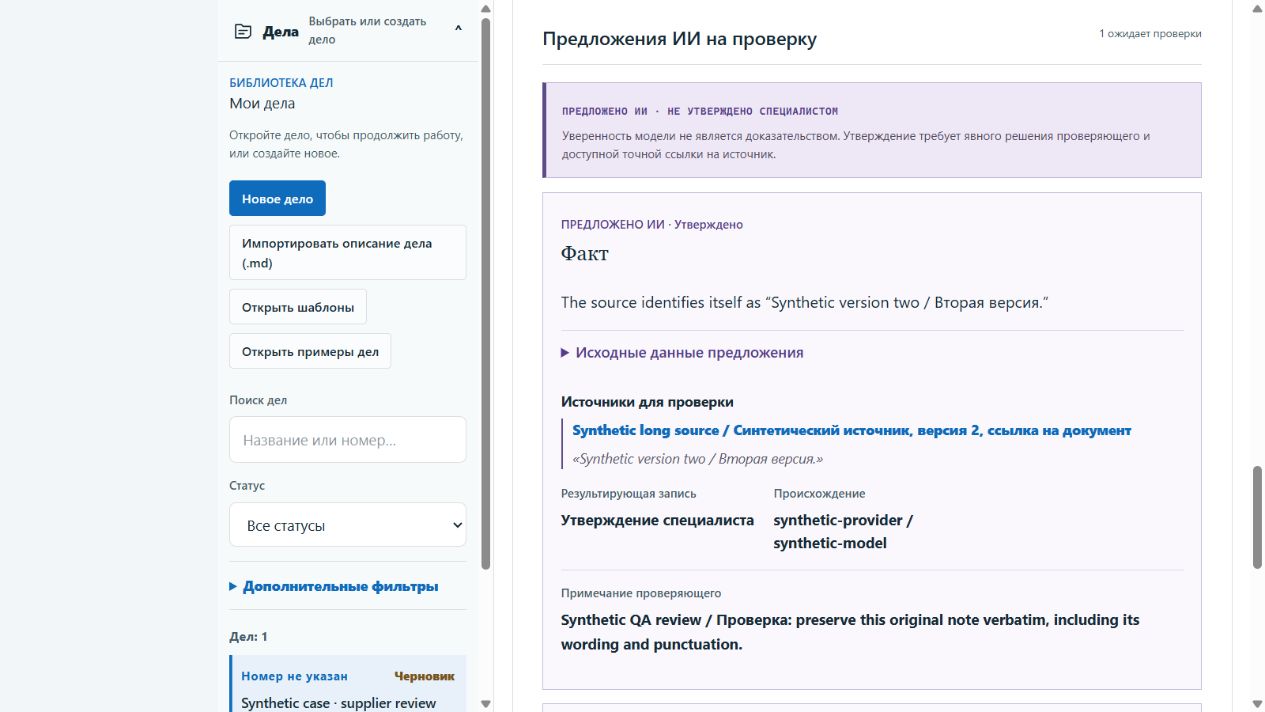 Дела
Выбрать или создать
дело
БИБЛИОТЕКА ДЕЛ
Мои дела
Откройте дело, чтобы продолжить работу,
или создайте новое.
Новое дело
Импортировать описание дела
(.md)
Открыть шаблоны
Открыть примеры дел
Поиск дел
Название или номер...
Статус
Все статусы
Дополнительные фильтры
Дел: 1
Номер не указан
Черновик
Synthetic case · supplier review
Предложения ИИ на проверку
1 ожидает проверки
ПРЕДЛОЖЕНО ИИ · НЕ УТВЕРЖДЕНО СПЕЦИАЛИСТОМ
Уверенность модели не является доказательством. Утверждение требует явного решения проверяющего и
доступной точной ссылки на источник.
ПРЕДЛОЖЕНО ИИ · Утверждено
Факт
The source identifies itself as “Synthetic version two / Вторая версия.”
Исходные данные предложения
Источники для проверки
Synthetic long source / Синтетический источник, версия 2, ссылка на документ
«Synthetic version two / Вторая версия.»
Результирующая запись
Утверждение специалиста
Происхождение
synthetic-provider /
synthetic-model
Примечание проверяющего
Synthetic QA review / Проверка: preserve this original note verbatim, including its
wording and punctuation.